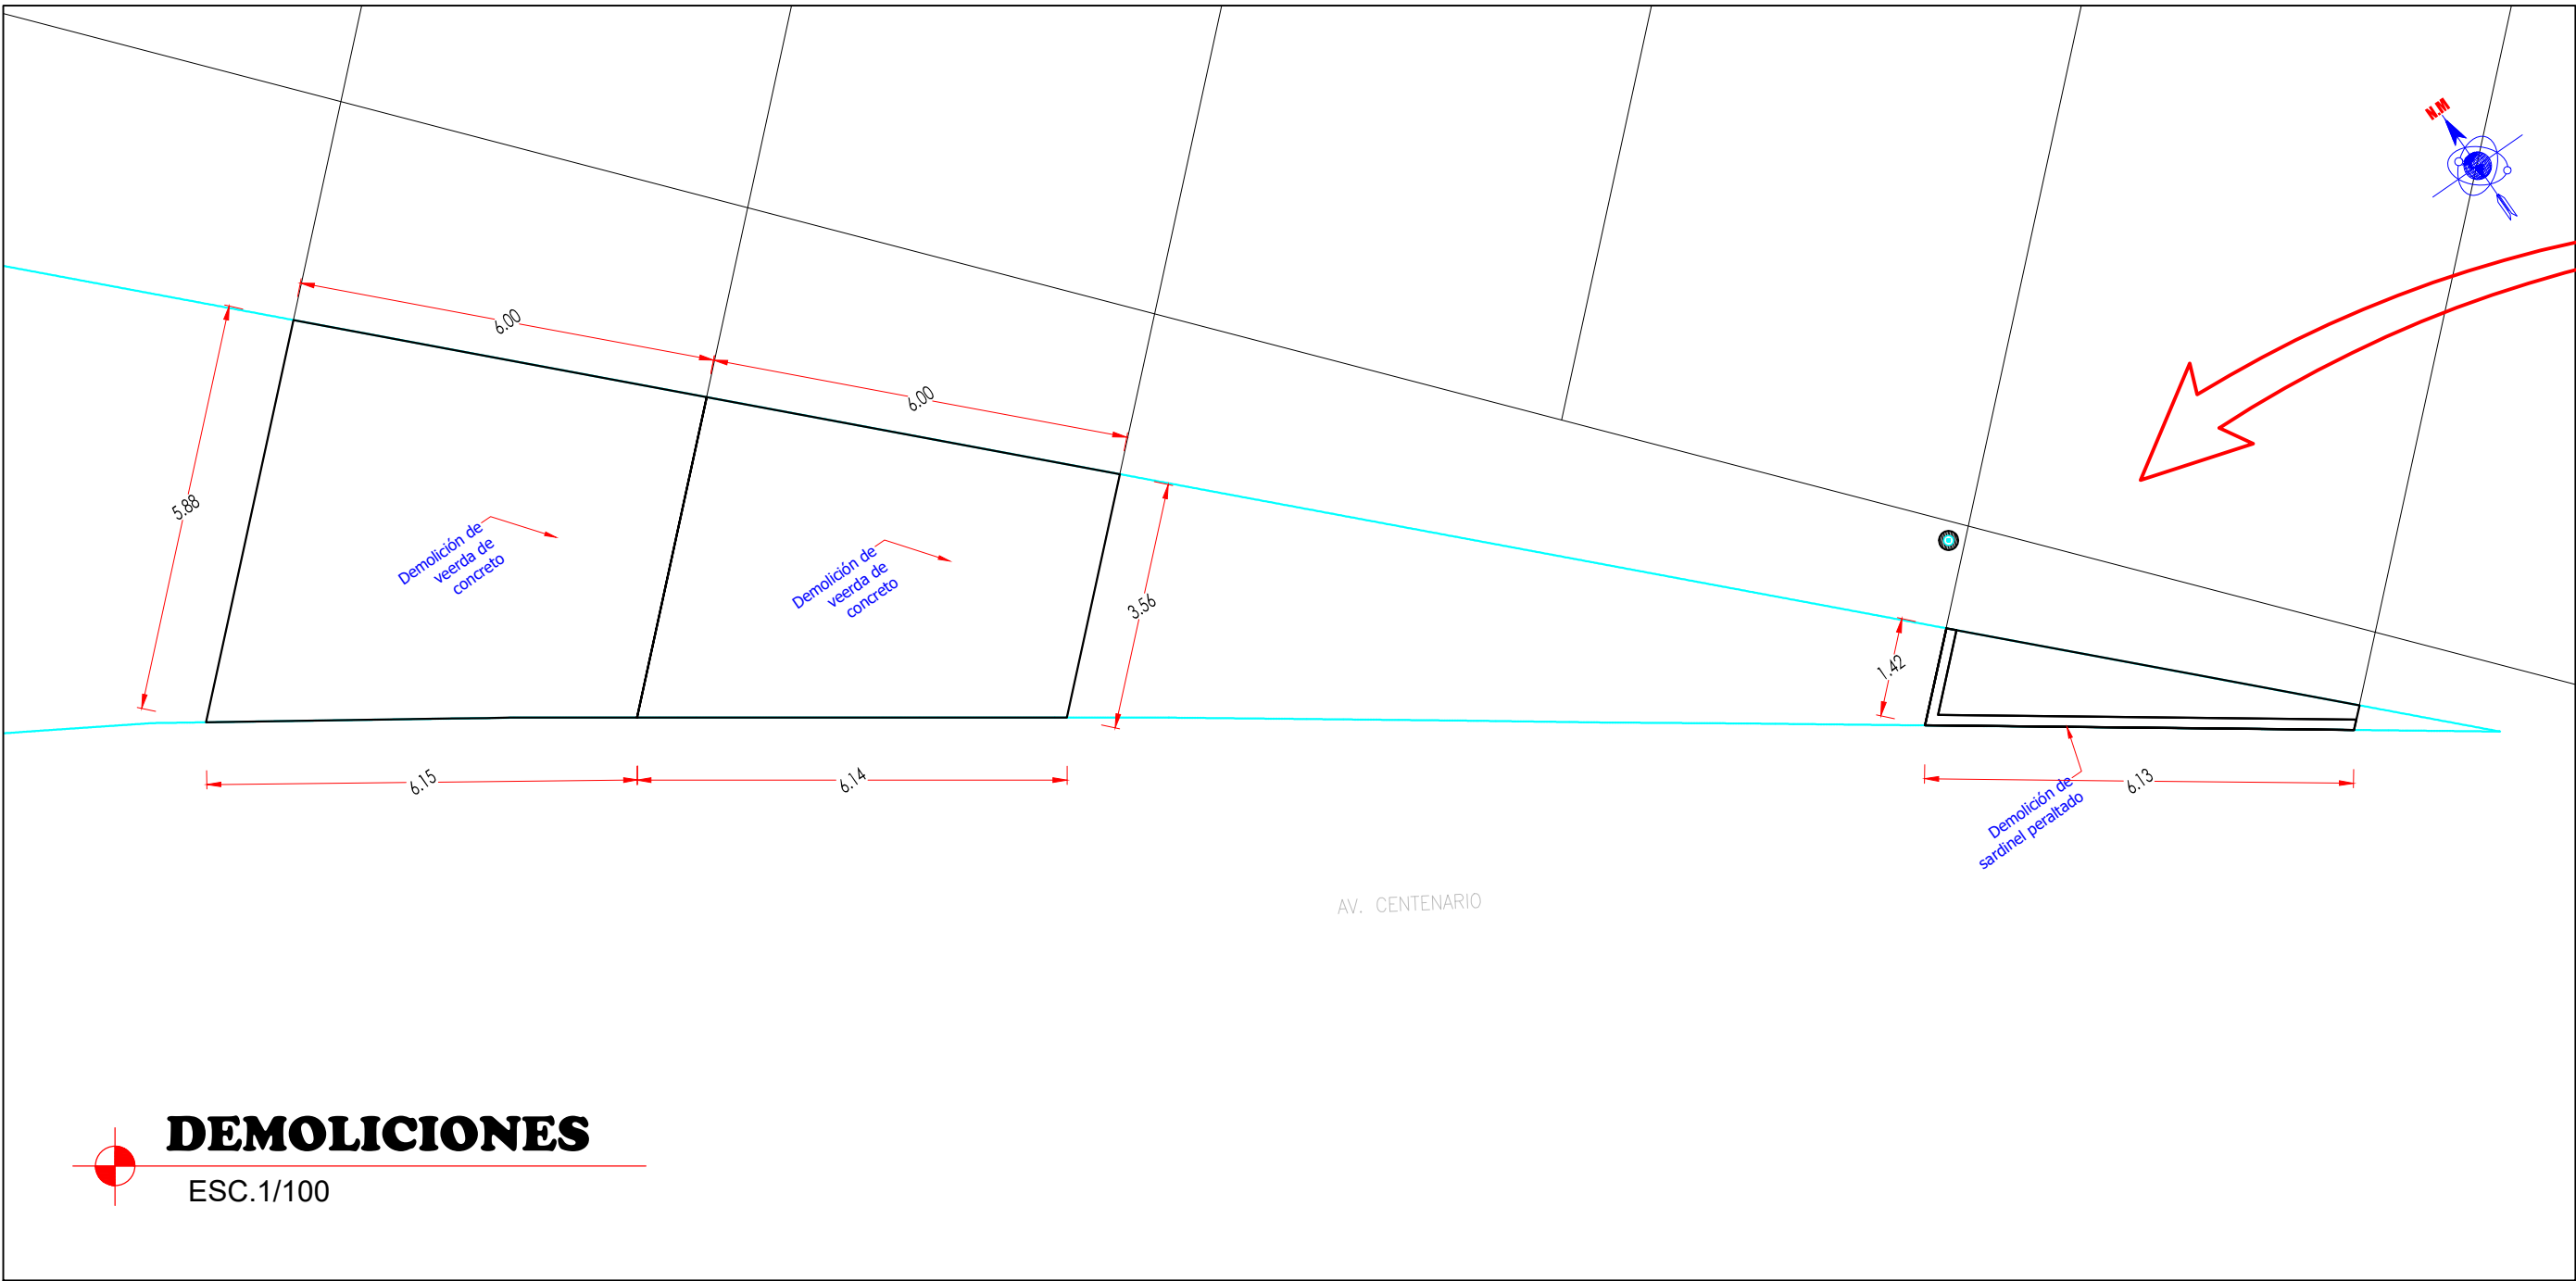 N.M
6.00
6.00
5.88
Demolición de
veerda de
concreto
Demolición de
veerda de
concreto
3.56
1.42
6.15
6.14
6.13
Demolición de
sardinel peraltado
AV. CENTENARIO
DEMOLICIONES
ESC.1/100